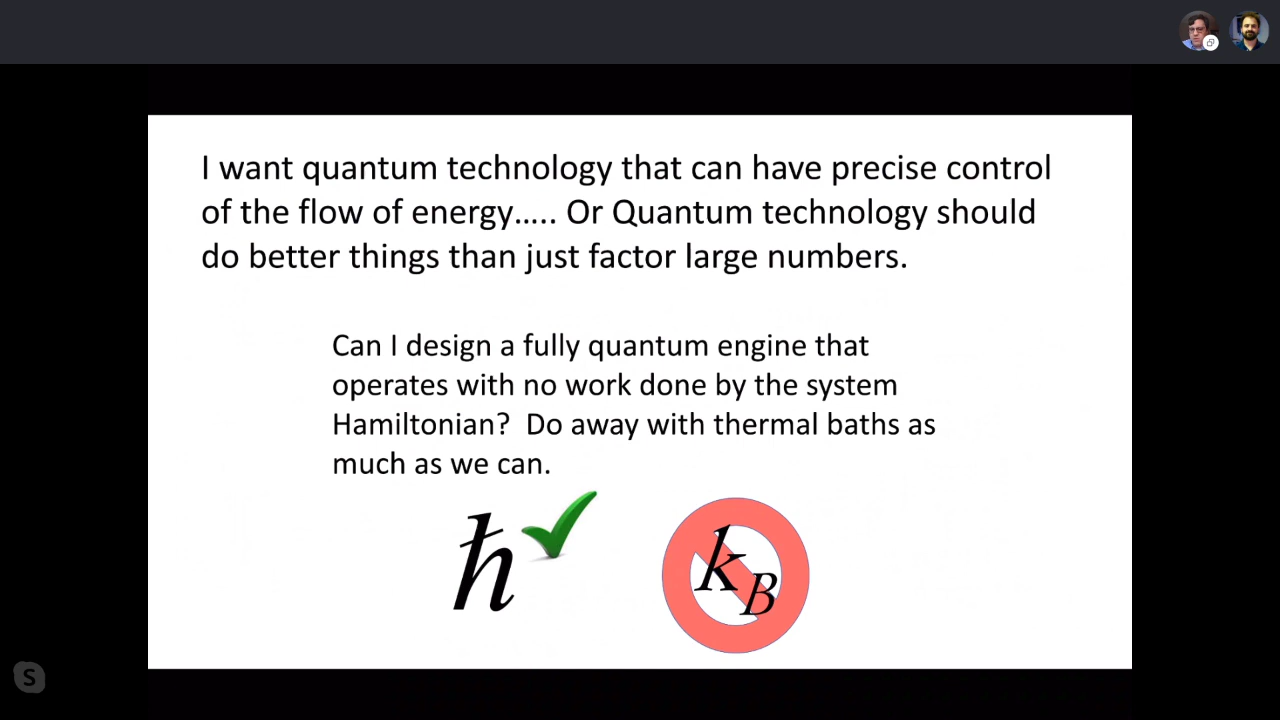 I want quantum technology that can have precise control
of the flow of energy….. Or Quantum technology should
do better things than just factor large numbers.
Can I design a fully quantum engine that
operates with no work done by the system
Hamiltonian?  Do away with thermal baths as
much as we can.
ħ
k_B
S